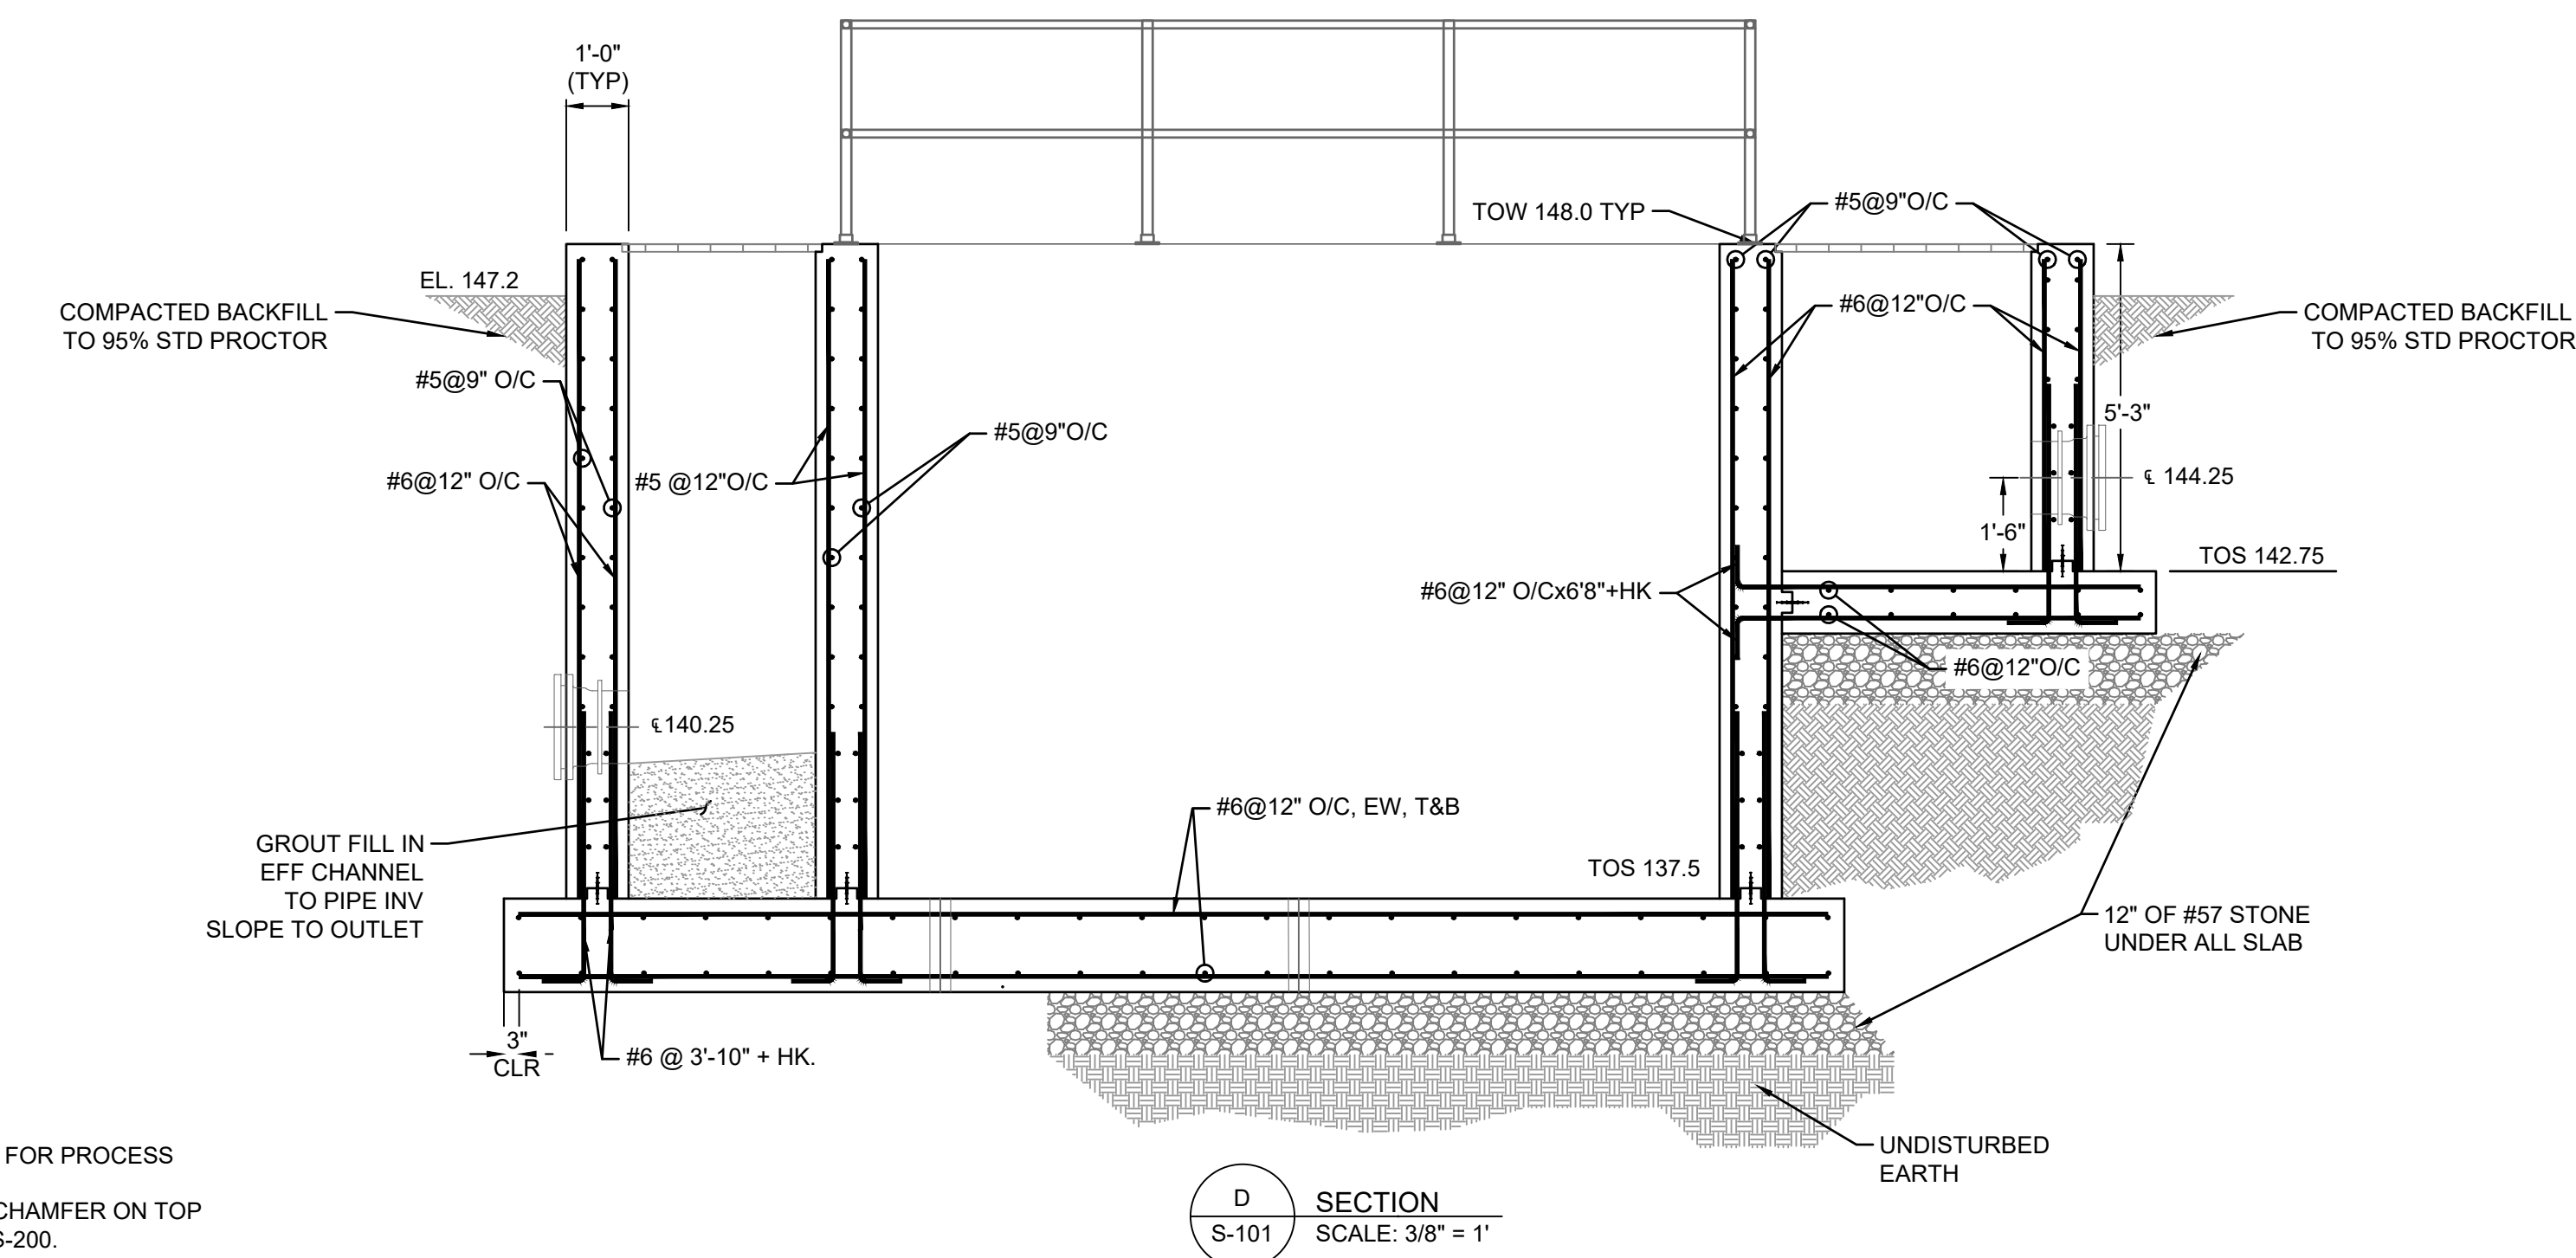 1'-0"
(TYP)
TOW 148.0 TYP
#5@9"O/C
EL. 147.2
COMPACTED BACKFILL
TO 95% STD PROCTOR
#6@12"O/C
COMPACTED BACKFILL
TO 95% STD PROCTOR
#5@9" O/C
#5@9"O/C
5'-3"
#6@12" O/C
#5 @12"O/C
℄ 144.25
1'-6"
TOS 142.75
#6@12" O/Cx6'8"+HK
#6@12"O/C
℄140.25
#6@12" O/C, EW, T&B
GROUT FILL IN
EFF CHANNEL
TO PIPE INV
SLOPE TO OUTLET
TOS 137.5
12" OF #57 STONE
UNDER ALL SLAB
3"
CLR
#6 @ 3'-10" + HK.
UNDISTURBED
EARTH
FOR PROCESS
CHAMFER ON TOP
S-200.
D
S-101
SECTION
SCALE: 3/8" = 1'